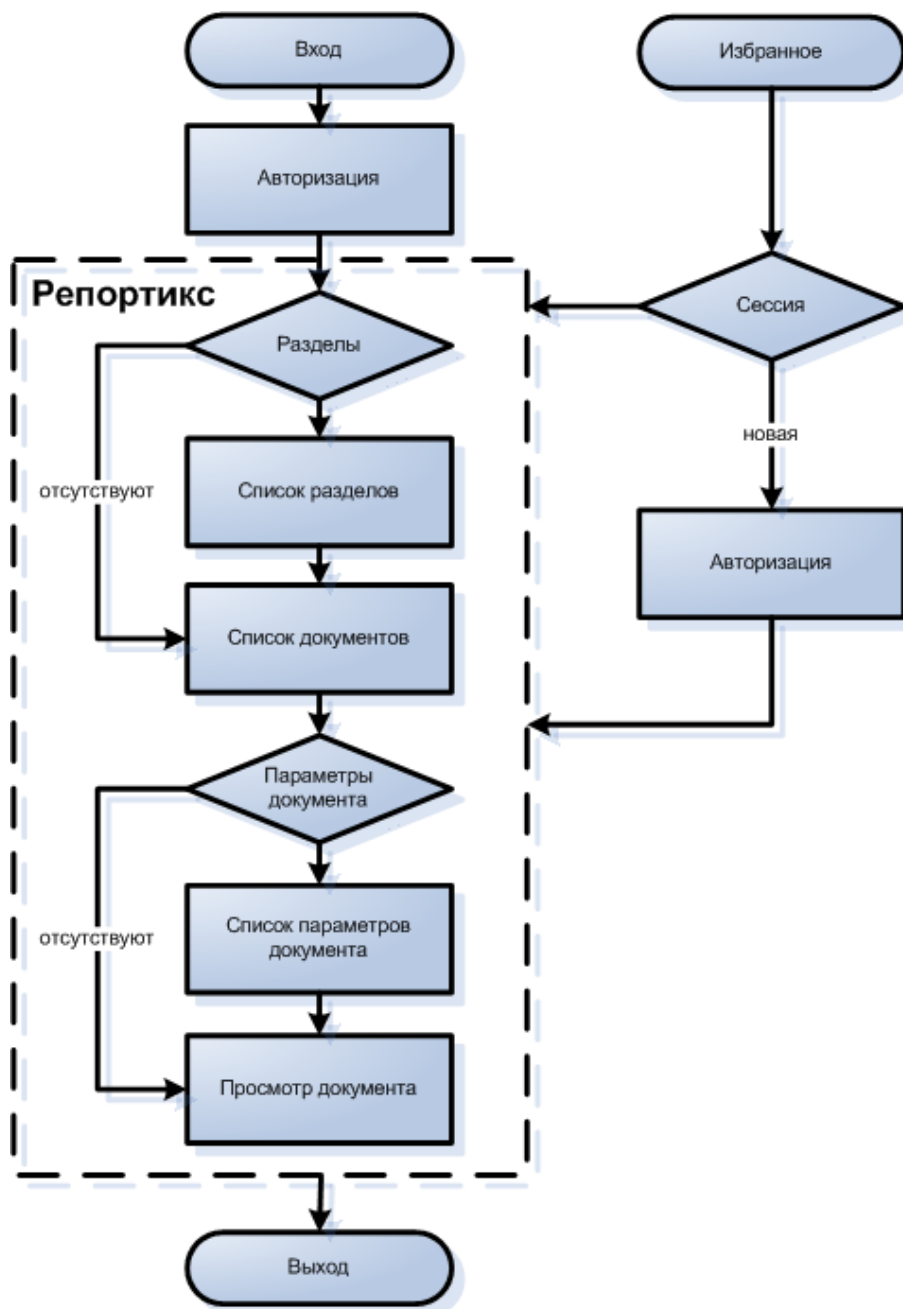 Вход
Избранное
Авторизация
Репортикс
Сессия
Разделы
новая
отсутствуют
Список разделов
Авторизация
Список документов
Параметры
документа
Список параметров
документа
отсутствуют
Просмотр документа
Выход